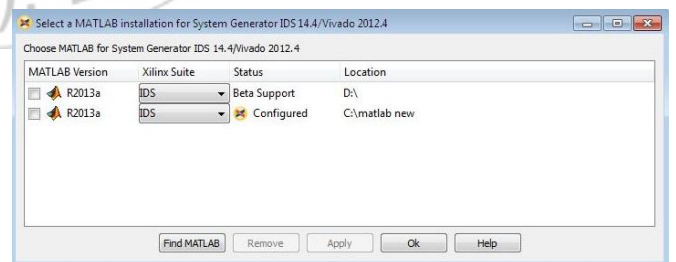 Select a MATLAB installation for System Generator IDS 14.4/Vivado 2012.4
Choose MATLAB for System Generator IDS 14.4/Vivado 2012.4
MATLAB Version Xilinx Suite Status Location
R2013a IDS Beta Support D:\
R2013a IDS Configured C:\matlab new
Find MATLAB Remove Apply Ok Help